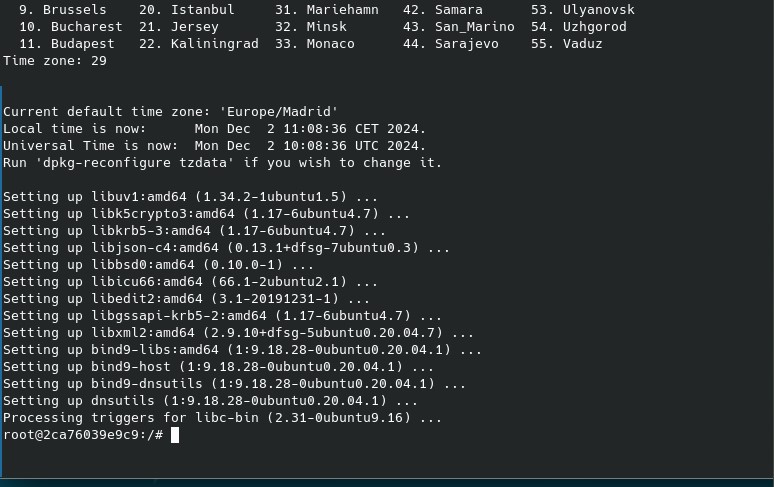 9. Brussels    20. Istanbul     31. Mariehamn   42. Samara      53. Ulyanovsk
  10. Bucharest  21. Jersey       32. Minsk       43. San_Marino  54. Uzhgorod
  11. Budapest   22. Kaliningrad  33. Monaco      44. Sarajevo    55. Vaduz
Time zone: 29
Current default time zone: 'Europe/Madrid'
Local time is now:      Mon Dec  2 11:08:36 CET 2024.
Universal Time is now:  Mon Dec  2 10:08:36 UTC 2024.
Run 'dpkg-reconfigure tzdata' if you wish to change it.
Setting up libuv1:amd64 (1.34.2-1ubuntu1.5) ...
Setting up libk5crypto3:amd64 (1.17-6ubuntu4.7) ...
Setting up libkrb5-3:amd64 (1.17-6ubuntu4.7) ...
Setting up libjson-c4:amd64 (0.13.1+dfsg-7ubuntu0.3) ...
Setting up libbsd0:amd64 (0.10.0-1) ...
Setting up libicu66:amd64 (66.1-2ubuntu2.1) ...
Setting up libedit2:amd64 (3.1-20191231-1) ...
Setting up libgssapi-krb5-2:amd64 (1.17-6ubuntu4.7) ...
Setting up libxml2:amd64 (2.9.10+dfsg-5ubuntu0.20.04.7) ...
Setting up bind9-libs:amd64 (1:9.18.28-0ubuntu0.20.04.1) ...
Setting up bind9-host (1:9.18.28-0ubuntu0.20.04.1) ...
Setting up bind9-dnsutils (1:9.18.28-0ubuntu0.20.04.1) ...
Setting up dnsutils (1:9.18.28-0ubuntu0.20.04.1) ...
Processing triggers for libc-bin (2.31-0ubuntu9.16) ...
root@2ca76039e9c9:/#